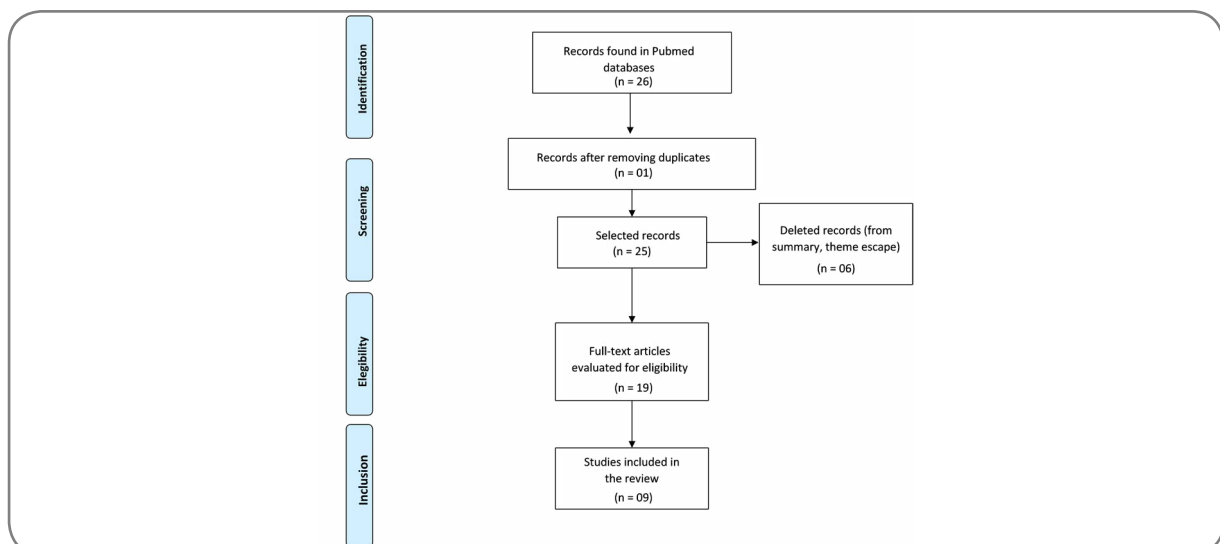 Identification
Records found in Pubmed
databases
(n = 26)
Screening
Records after removing duplicates
(n = 01)
Selected records
(n = 25)
Deleted records (from
summary, theme escape)
(n = 06)
Elegibility
Full-text articles
evaluated for eligibility
(n = 19)
Inclusion
Studies included in
the review
(n = 09)